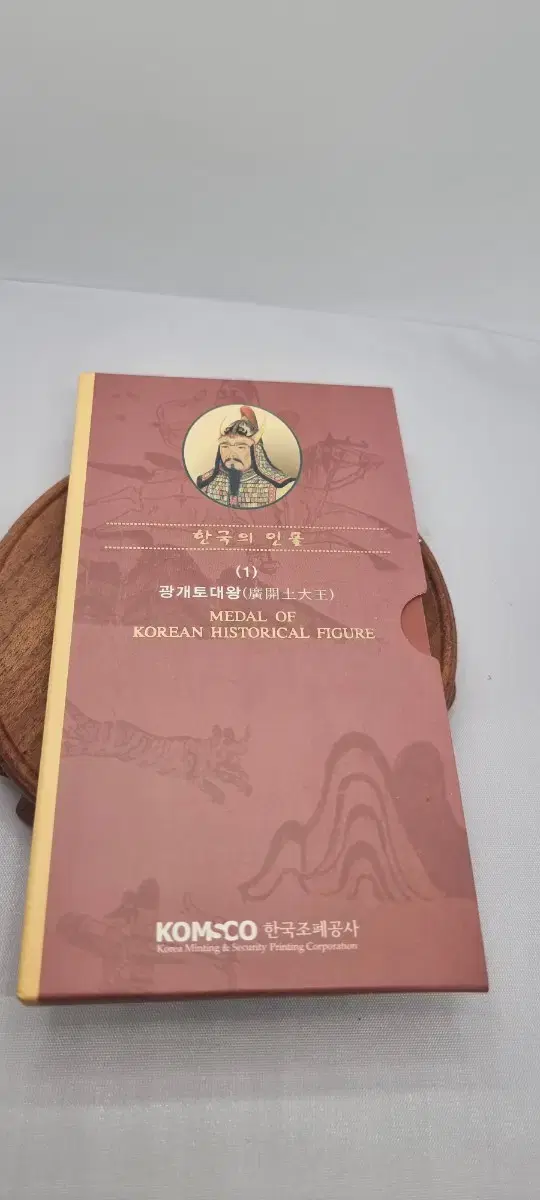 한국의 인물
(1)
광개토대왕(廣開土大王)
MEDAL OF
KOREAN HISTORICAL FIGURE
KOMSCO 한국조폐공사
Korea Minting & Security Printing Corporation